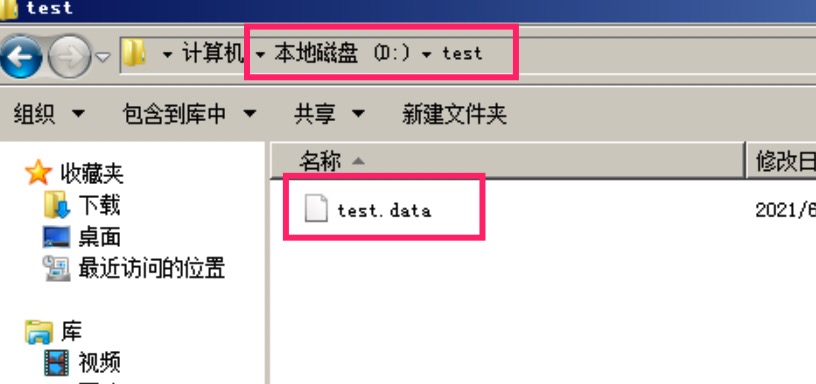 test
计算机 本地磁盘 (D:) test
组织 包含到库中 共享 新建文件夹
收藏夹
下载
桌面
最近访问的位置
库
视频
名称 修改日
test.data 2021/6